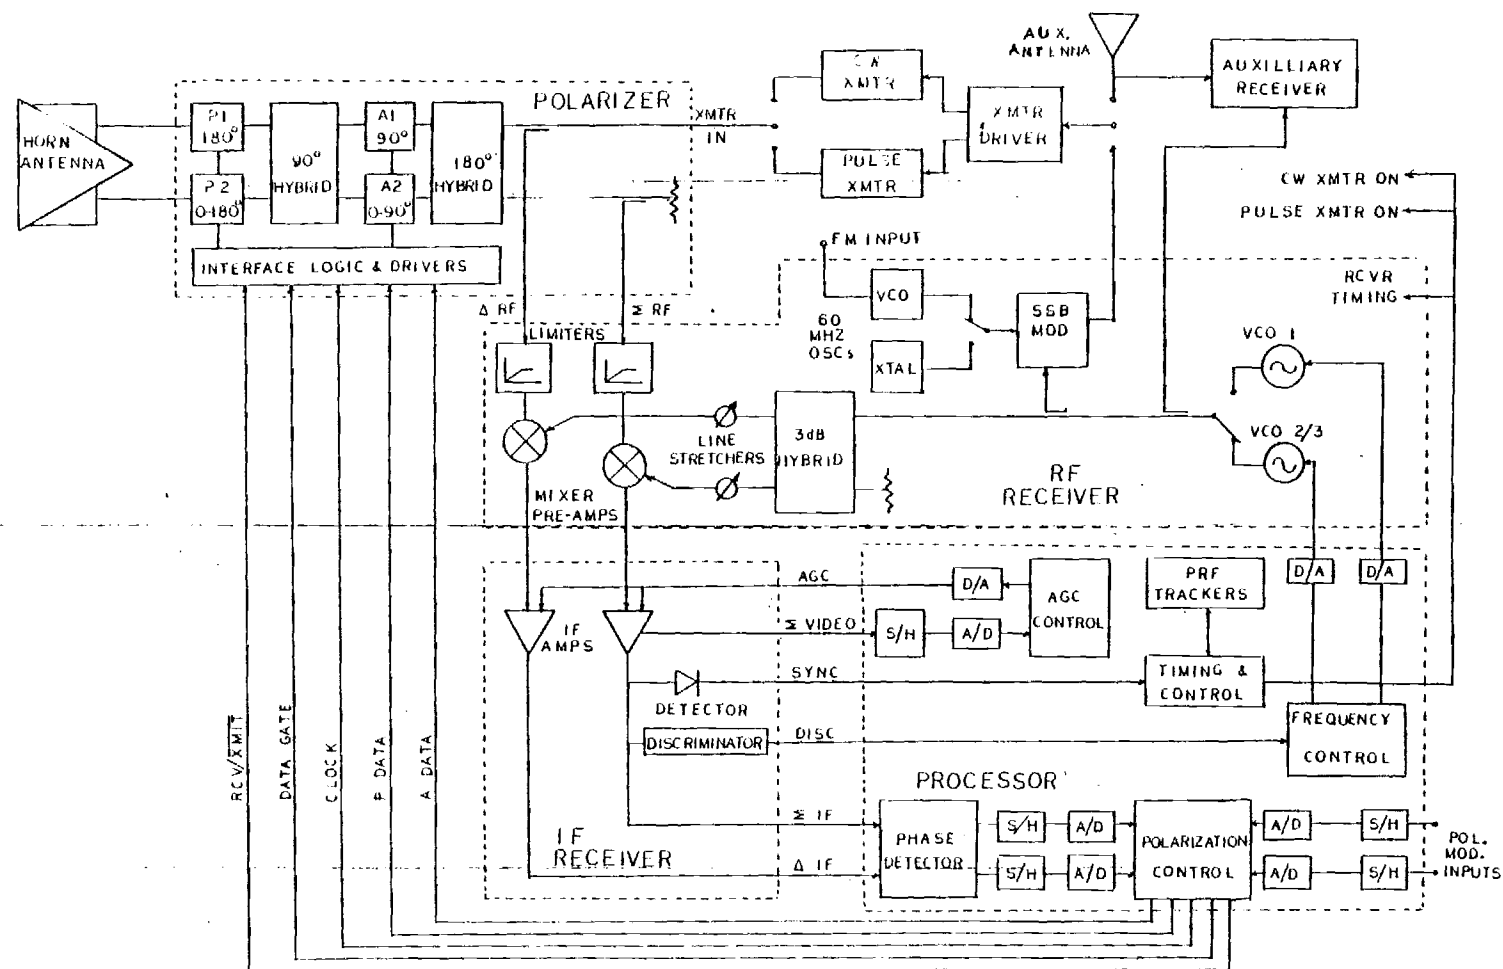 AUX.
ANTENNA
CW
XMTR
AUXILLIARY
RECEIVER
POLARIZER
XMTR
IN
XMTR
DRIVER
HORN
ANTENNA
P1
180°
A1
90°
90°
HYBRID
180°
HYBRID
P2
0-180°
A2
0-90°
PULSE
XMTR
CW XMTR ON
PULSE XMTR ON
INTERFACE LOGIC & DRIVERS
FM INPUT
RCVR
TIMING
Δ RF
Σ RF
VCO
60
MHZ
OSCs
SSB
MOD
XTAL
LIMITERS
VCO 1
VCO 2/3
LINE
STRETCHERS
3dB
HYBRID
RF
RECEIVER
MIXER
PRE-AMPS
AGC
D/A
AGC
CONTROL
PRF
TRACKERS
D/A
D/A
IF
AMPS
Σ VIDEO
S/H
A/D
SYNC
TIMING &
CONTROL
DETECTOR
DISCRIMINATOR
DISC
FREQUENCY
CONTROL
RCV/XMIT
DATA GATE
CLOCK
P DATA
A DATA
PROCESSOR
IF
RECEIVER
Σ IF
Δ IF
PHASE
DETECTOR
S/H
A/D
S/H
A/D
POLARIZATION
CONTROL
A/D
S/H
A/D
S/H
POL.
MOD.
INPUTS